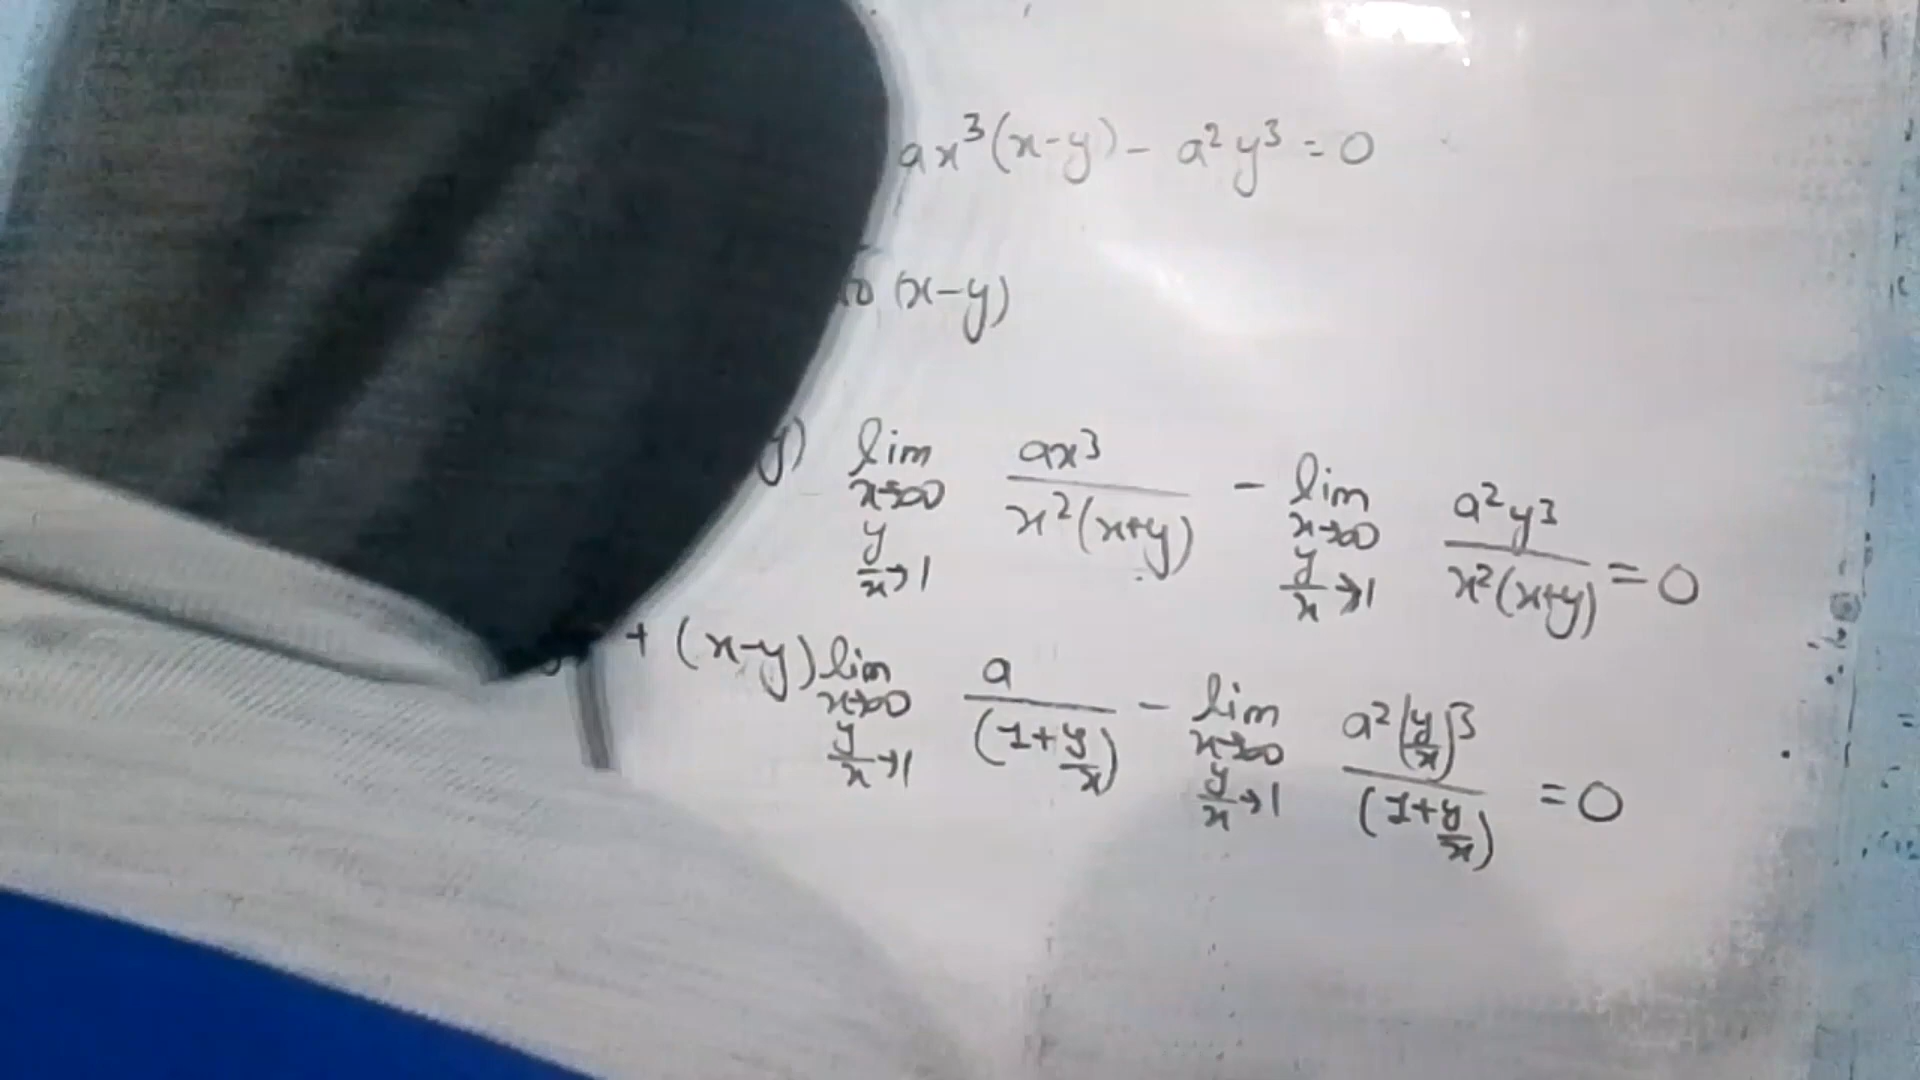 ax³(x-y) - a²y³ = 0
(x-y)
y) lim x→∞ y/x→1 ax³/x²(x+y) - lim x→∞ y/x→1 a²y³/x²(x+y) = 0
+ (x-y) lim x→∞ y/x→1 a/(1+y/x) - lim x→∞ y/x→1 a²(y/x)³/(1+y/x) = 0